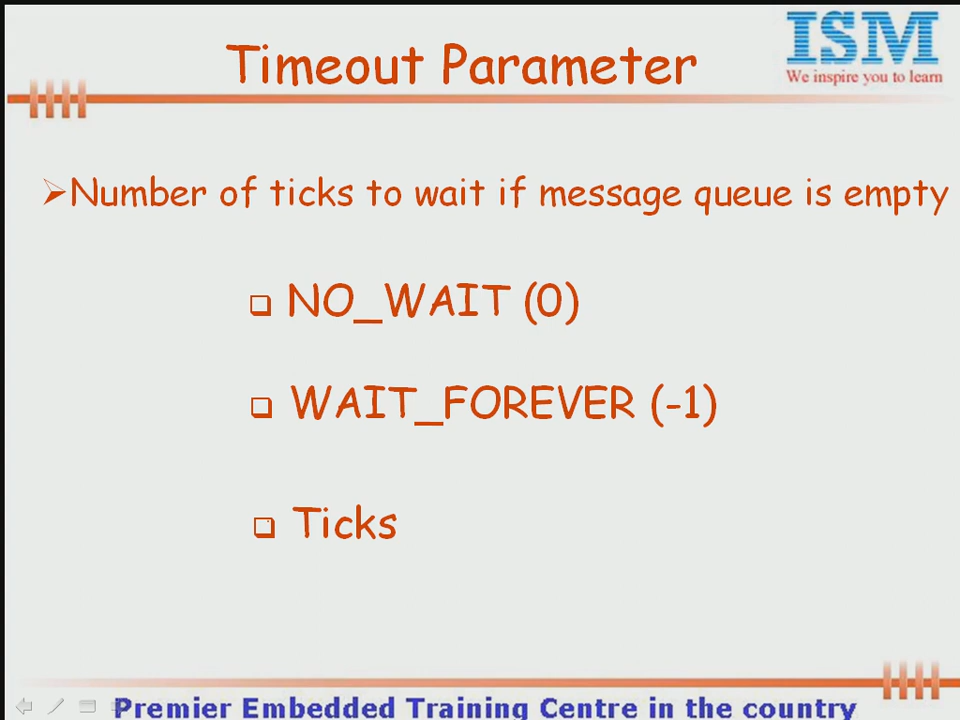 ISM
Timeout Parameter
We inspire you to learn
Number of ticks to wait if message queue is empty
NO_WAIT (0)
WAIT_FOREVER (-1)
Ticks
Premier Embedded Training Centre in the country